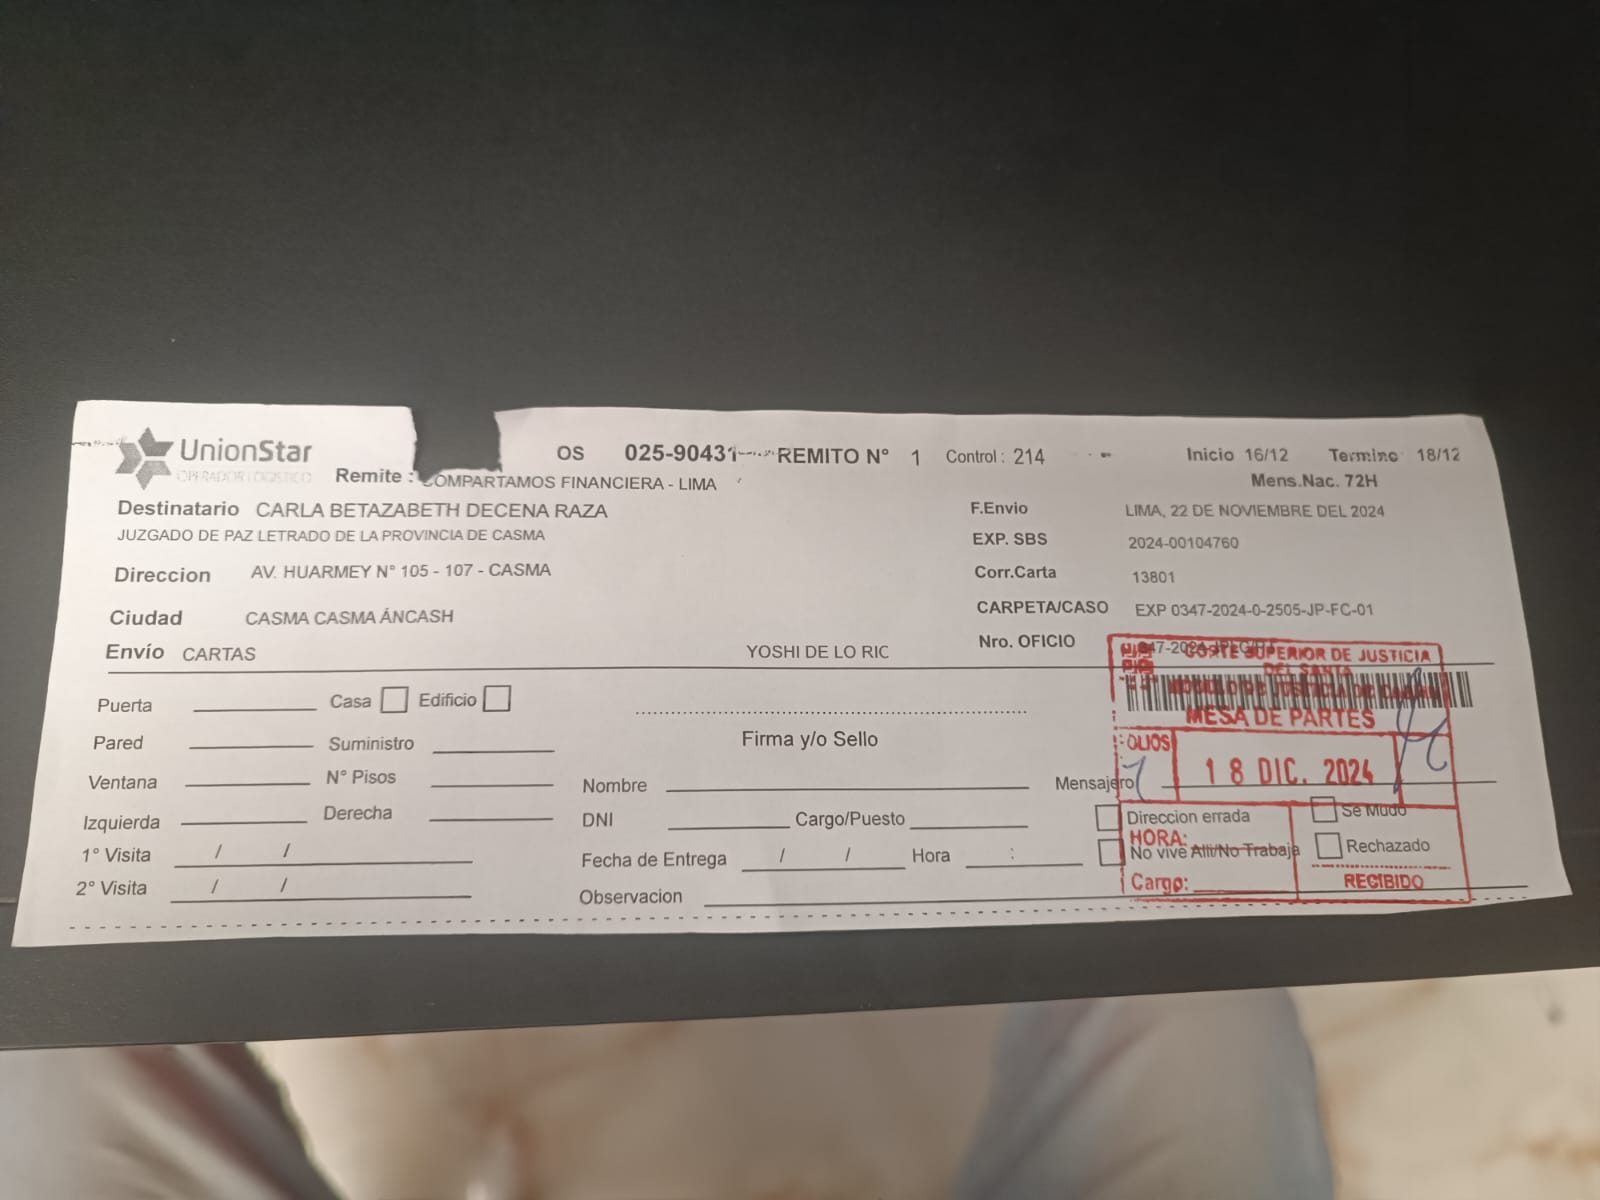 UnionStar
OPERADOR LOGISTICO
OS 025-90431 REMITO N° 1 Control : 214 Inicio 16/12 Termino 18/12
Remite : COMPARTAMOS FINANCIERA - LIMA Mens.Nac. 72H
Destinatario CARLA BETAZABETH DECENA RAZA F.Envio LIMA, 22 DE NOVIEMBRE DEL 2024
JUZGADO DE PAZ LETRADO DE LA PROVINCIA DE CASMA EXP. SBS 2024-00104760
Direccion AV. HUARMEY N° 105 - 107 - CASMA Corr.Carta 13801
Ciudad CASMA CASMA ÁNCASH CARPETA/CASO EXP 0347-2024-0-2505-JP-FC-01
Envío CARTAS YOSHI DE LO RIC Nro. OFICIO
CORTE SUPERIOR DE JUSTICIA
DEL SANTA
MODULO DE JUSTICIA DE
MESA DE PARTES
FOLIOS
1
18 DIC. 2024
HORA:
Cargo:
RECIBIDO
Puerta Casa Edificio
Pared Suministro Firma y/o Sello
Ventana N° Pisos Nombre Mensajero
Izquierda Derecha DNI Cargo/Puesto Direccion errada Se Mudo
1° Visita / / Fecha de Entrega / / Hora : No vive Alli/No Trabaja Rechazado
2° Visita / / Observacion